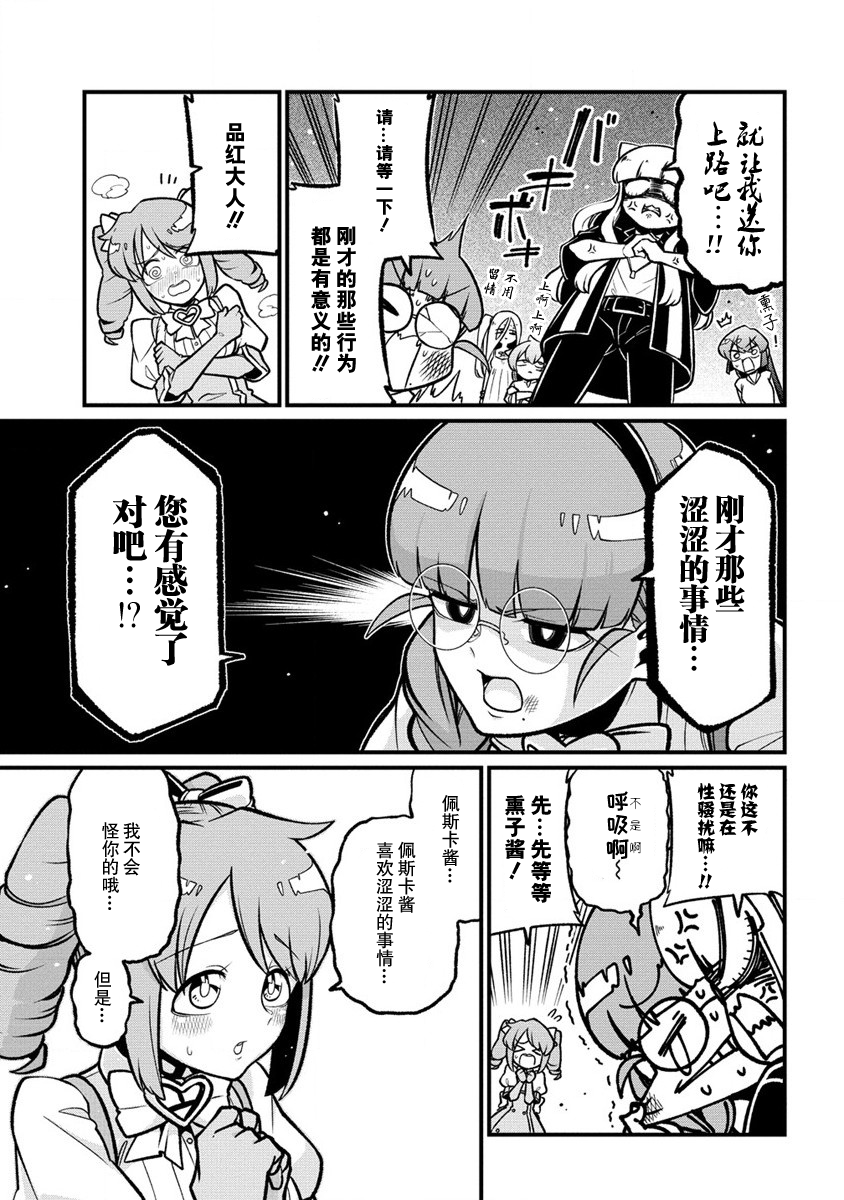 就让我送你
上路吧…!!
薫子!
バキ
ボキ
上啊上啊
不用
留情
请…请等一下!
刚才的那些行为
都是有意义的!!
品红大人!!
刚才那些
涩涩的事情…
您有感觉了
对吧…!?
你这不
还是在
性骚扰嘛…!!
不是啊
呼吸啊~
先…先等等
熏子酱!
佩斯卡酱…
佩斯卡酱
喜欢涩涩的事情…
我不会
怪你的哦…
但是…